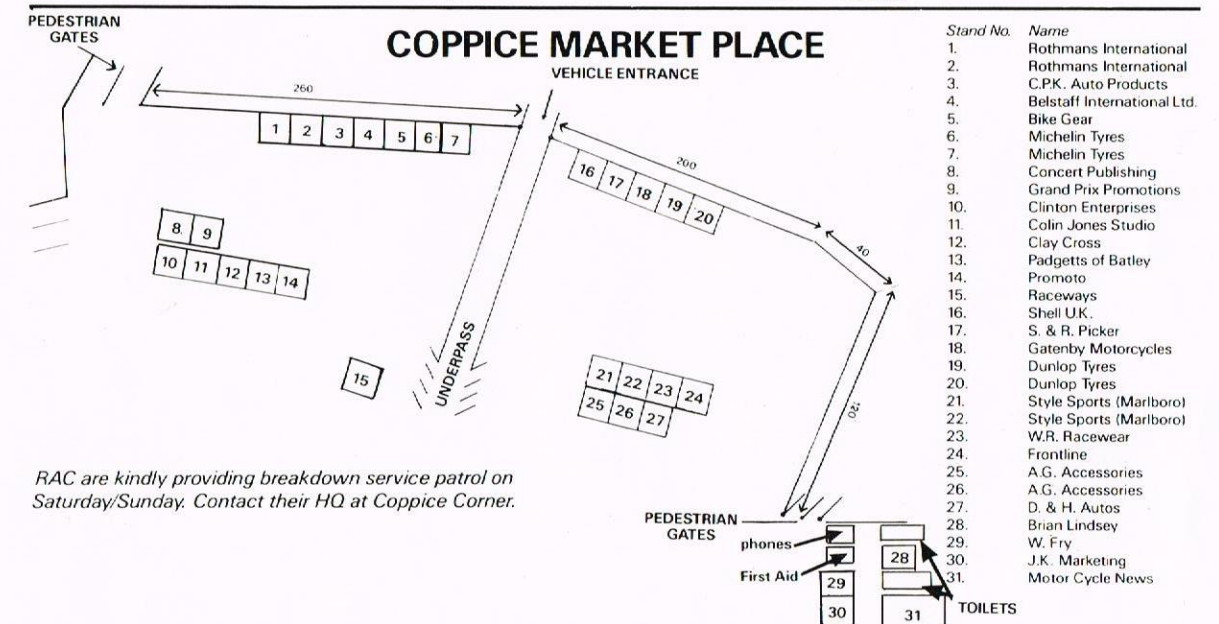 PEDESTRIAN
GATES
COPPICE MARKET PLACE
VEHICLE ENTRANCE
260
200
40
120
1 2 3 4 5 6 7
16 17 18 19 20
8. 9
10 11 12 13 14
15
UNDERPASS
21 22 23 24
25 26 27
RAC are kindly providing breakdown service patrol on
Saturday/Sunday. Contact their HQ at Coppice Corner.
PEDESTRIAN
GATES
phones
First Aid
28
29
30
31
TOILETS
Stand No. Name
1. Rothmans International
2. Rothmans International
3. C.P.K. Auto Products
4. Belstaff International Ltd.
5. Bike Gear
6. Michelin Tyres
7. Michelin Tyres
8. Concert Publishing
9. Grand Prix Promotions
10. Clinton Enterprises
11. Colin Jones Studio
12. Clay Cross
13. Padgetts of Batley
14. Promoto
15. Raceways
16. Shell U.K.
17. S. & R. Picker
18. Gatenby Motorcycles
19. Dunlop Tyres
20. Dunlop Tyres
21. Style Sports (Marlboro)
22. Style Sports (Marlboro)
23. W.R. Racewear
24. Frontline
25. A.G. Accessories
26. A.G. Accessories
27. D. & H. Autos
28. Brian Lindsey
29. W. Fry
30. J.K. Marketing
31. Motor Cycle News